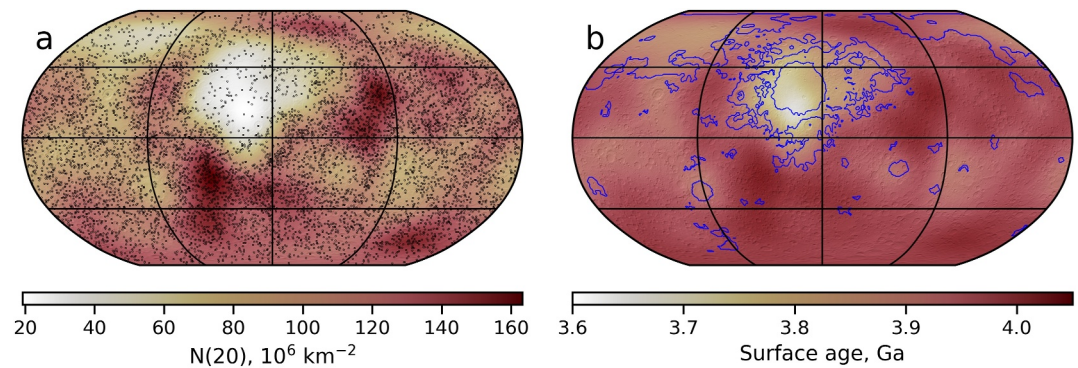 a
b
20 40 60 80 100 120 140 160
N(20), 10⁶ km⁻²
3.6 3.7 3.8 3.9 4.0
Surface age, Ga